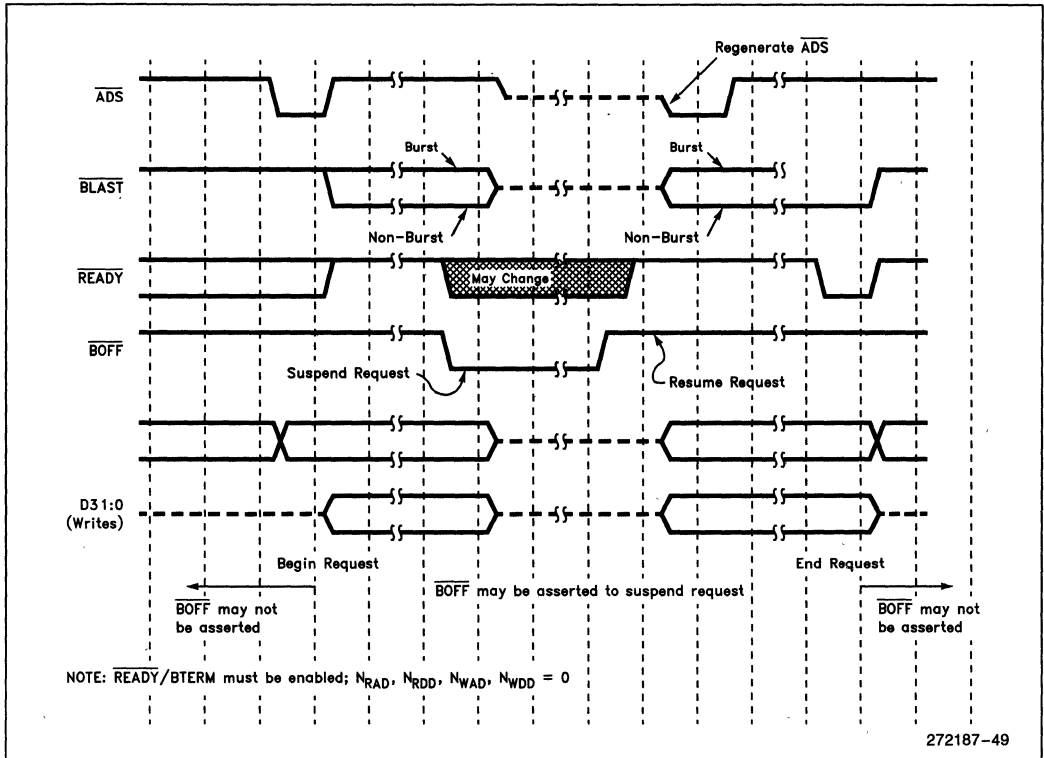 Regenerate ADS
ADS
Burst
Burst
BLAST
Non-Burst
Non-Burst
READY
May Change
BOFF
Suspend Request
Resume Request
D31:0
(Writes)
Begin Request
End Request
BOFF may not
be asserted
BOFF may be asserted to suspend request
BOFF may not
be asserted
NOTE: READY/BTERM must be enabled; NRAD, NRDD, NWAD, NWDD = 0
272187-49